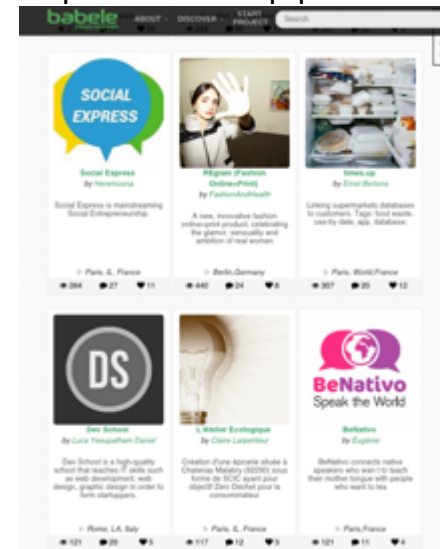 babele
ABOUT
DISCOVER
START
PROJECT
Search
SOCIAL
EXPRESS
Social Express
by
Social Express is mainstreaming
Social Entrepreneurship.
Paris, IL, France
264 27 11
REglam (Fashion
Online+Print)
by FashionAndHealth
A new, innovative fashion
online+print product, celebrating
the glamor, sensuality and
ambition of real women
Berlin,Germany
440 24 8
times.up
by Ernst Bertone
Linking supermarkets databases
to customers. Tags: food waste,
use-by date, app, database.
Paris, World,France
307 20 12
DS
Dev School
by Luca Yesupatham Daniel
Dev School is a high-quality
school that teaches IT skills such
as web development, web
design, graphic design in order to
form startuppers.
Rome, LA, Italy
121 20 5
L'Atelier Ecologique
by Claire Carpentier
Création d'une épicerie située à
Chatenay Malabry (92290) sous
forme de SCIC ayant pour
objectif Zéro Déchet pour le
consommateur
Paris, IL, France
117 12 3
BeNativo
Speak the World
BeNativo
by Eugénie
BeNativo connects native
speakers who wan t to teach
their mother tongue with people
who want to lea
Paris,France
121 11 4